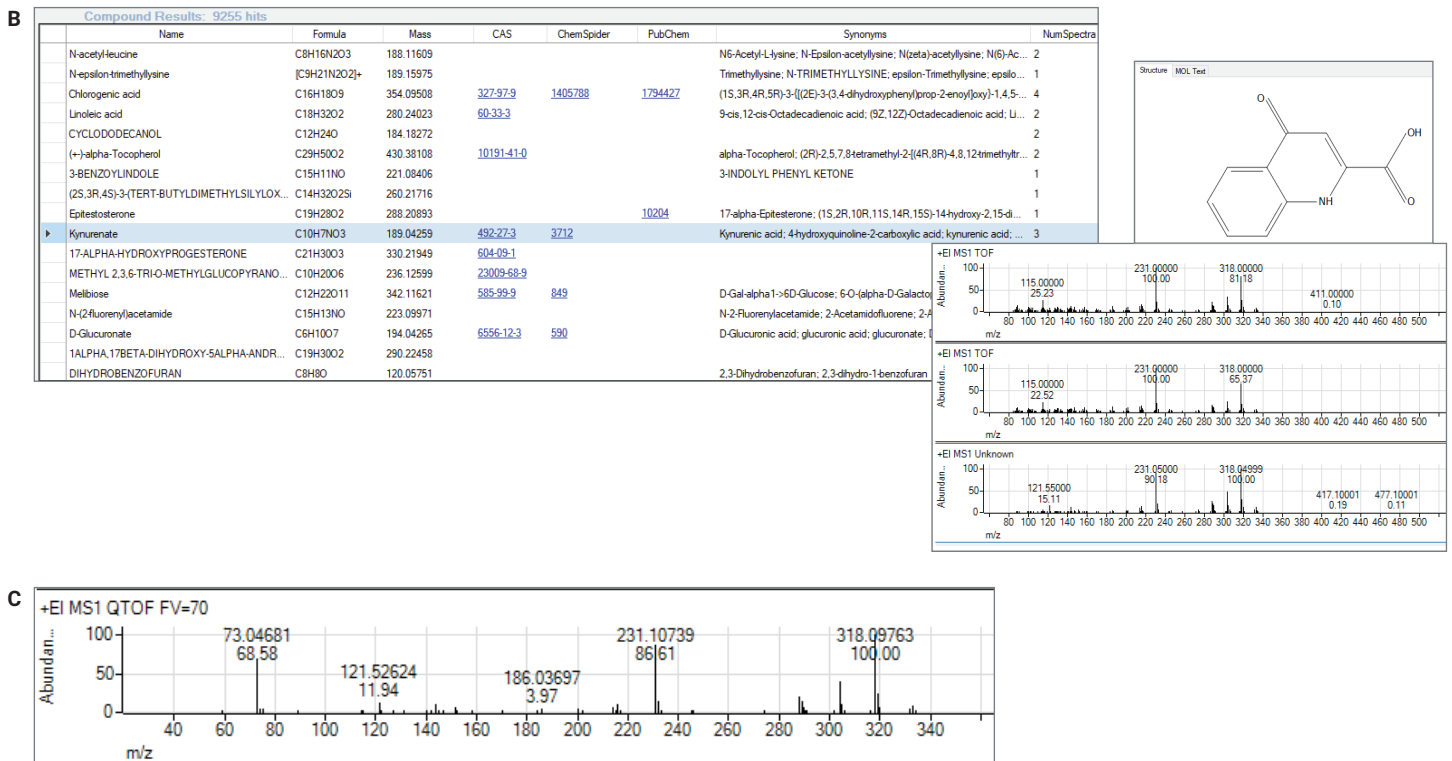 B
Compound Results: 9255 hits
Name Formula Mass CAS ChemSpider PubChem Synonyms NumSpectra
N-acetyl-leucine C8H16N2O3 188.11609 N6-Acetyl-L-lysine; N-Epsilon-acetyllysine; N(zeta)-acetyllysine; N(6)-Ac... 2
N-epsilon-trimethyllysine [C9H21N2O2]+ 189.15975 Trimethyllysine; N-TRIMETHYLLYSINE; epsilon-Trimethyllysine; epsilo... 1
Chlorogenic acid C16H18O9 354.09508 327-97-9 1405788 1794427 (1S,3R,4R,5R)-3-{[(2E)-3-(3,4-dihydroxyphenyl)prop-2-enoyl]oxy}-1,4,5-... 4
Linoleic acid C18H32O2 280.24023 60-33-3 9-cis,12-cis-Octadecadienoic acid; (9Z,12Z)-Octadecadienoic acid; Li... 2
CYCLODODECANOL C12H24O 184.18272 2
(+-)-alpha-Tocopherol C29H50O2 430.38108 10191-41-0 alpha-Tocopherol; (2R)-2,5,7,8-tetramethyl-2-[(4R,8R)-4,8,12-trimethyltr... 2
3-BENZOYLINDOLE C15H11NO 221.08406 3-INDOLYL PHENYL KETONE 1
(2S,3R,4S)-3-(TERT-BUTYLDIMETHYLSILYLOX... C14H32O2Si 260.21716 1
Epitestosterone C19H28O2 288.20893 10204 17-alpha-Epitesterone; (1S,2R,10R,11S,14R,15S)-14-hydroxy-2,15-di... 1
Kynurenate C10H7NO3 189.04259 492-27-3 3712 Kynurenic acid; 4-hydroxyquinoline-2-carboxylic acid; kynurenic acid; ... 3
17-ALPHA-HYDROXYPROGESTERONE C21H30O3 330.21949 604-09-1
METHYL 2,3,6-TRI-O-METHYLGLUCOPYRANO... C10H20O6 236.12599 23009-68-9
Melibiose C12H22O11 342.11621 585-99-9 849 D-Gal-alpha1->6D-Glucose; 6-O-(alpha-D-Galactop
N-(2-fluorenyl)acetamide C15H13NO 223.09971 N-2-Fluorenylacetamide; 2-Acetamidofluorene; 2-A
D-Glucuronate C6H10O7 194.04265 6556-12-3 590 D-Glucuronic acid; glucuronic acid; glucuronate;
1ALPHA,17BETA-DIHYDROXY-5ALPHA-ANDR... C19H30O2 290.22458
DIHYDROBENZOFURAN C8H8O 120.05751 2,3-Dihydrobenzofuran; 2,3-dihydro-1-benzofuran
Structure MOL Text
O
OH
NH
O
+EI MS1 TOF
Abundan...
100
50
0
115.00000
25.23
231.00000
100.00
318.00000
81.18
411.00000
0.10
80 100 120 140 160 180 200 220 240 260 280 300 320 340 360 380 400 420 440 460 480 500
m/z
+EI MS1 TOF
Abundan...
100
50
0
115.00000
22.52
231.00000
100.00
318.00000
65.37
80 100 120 140 160 180 200 220 240 260 280 300 320 340 360 380 400 420 440 460 480 500
m/z
+EI MS1 Unknown
Abundan...
100
50
0
121.55000
15.11
231.05000
90.18
318.04999
100.00
417.10001
0.19
477.10001
0.11
80 100 120 140 160 180 200 220 240 260 280 300 320 340 360 380 400 420 440 460 480 500
m/z
C
+EI MS1 QTOF FV=70
Abundan...
100
50
0
73.04681
68.58
121.52624
11.94
186.03697
3.97
231.10739
86.61
318.09763
100.00
40 60 80 100 120 140 160 180 200 220 240 260 280 300 320 340
m/z